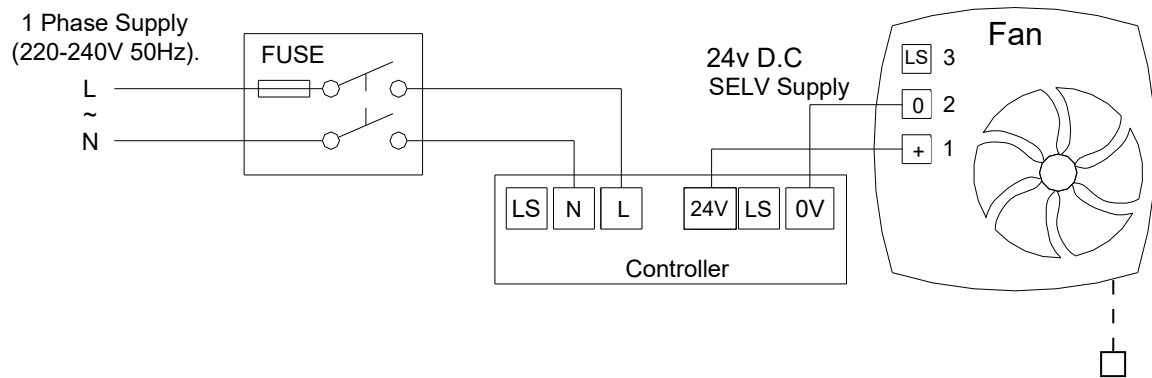 1 Phase Supply
(220-240V 50Hz).
L
~
N
FUSE
24v D.C
SELV Supply
Fan
LS 3
0 2
+ 1
LS N L 24V LS 0V
Controller